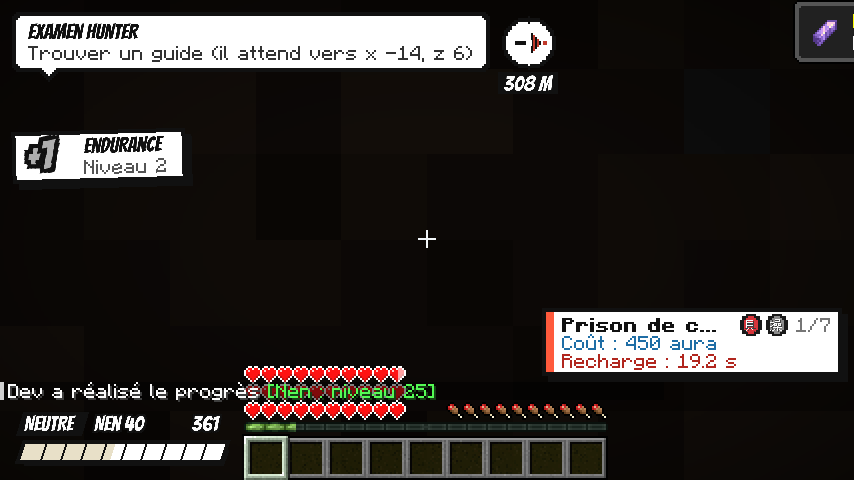 EXAMEN HUNTER
Trouver un guide (il attend vers x -14, z 6)
308 M
+1
ENDURANCE
Niveau 2
Prison de c... 1/7
Coût : 450 aura
Recharge : 19.2 s
Dev a réalisé le progrès [Nen : niveau 25]
NEUTRE NEN 40 361